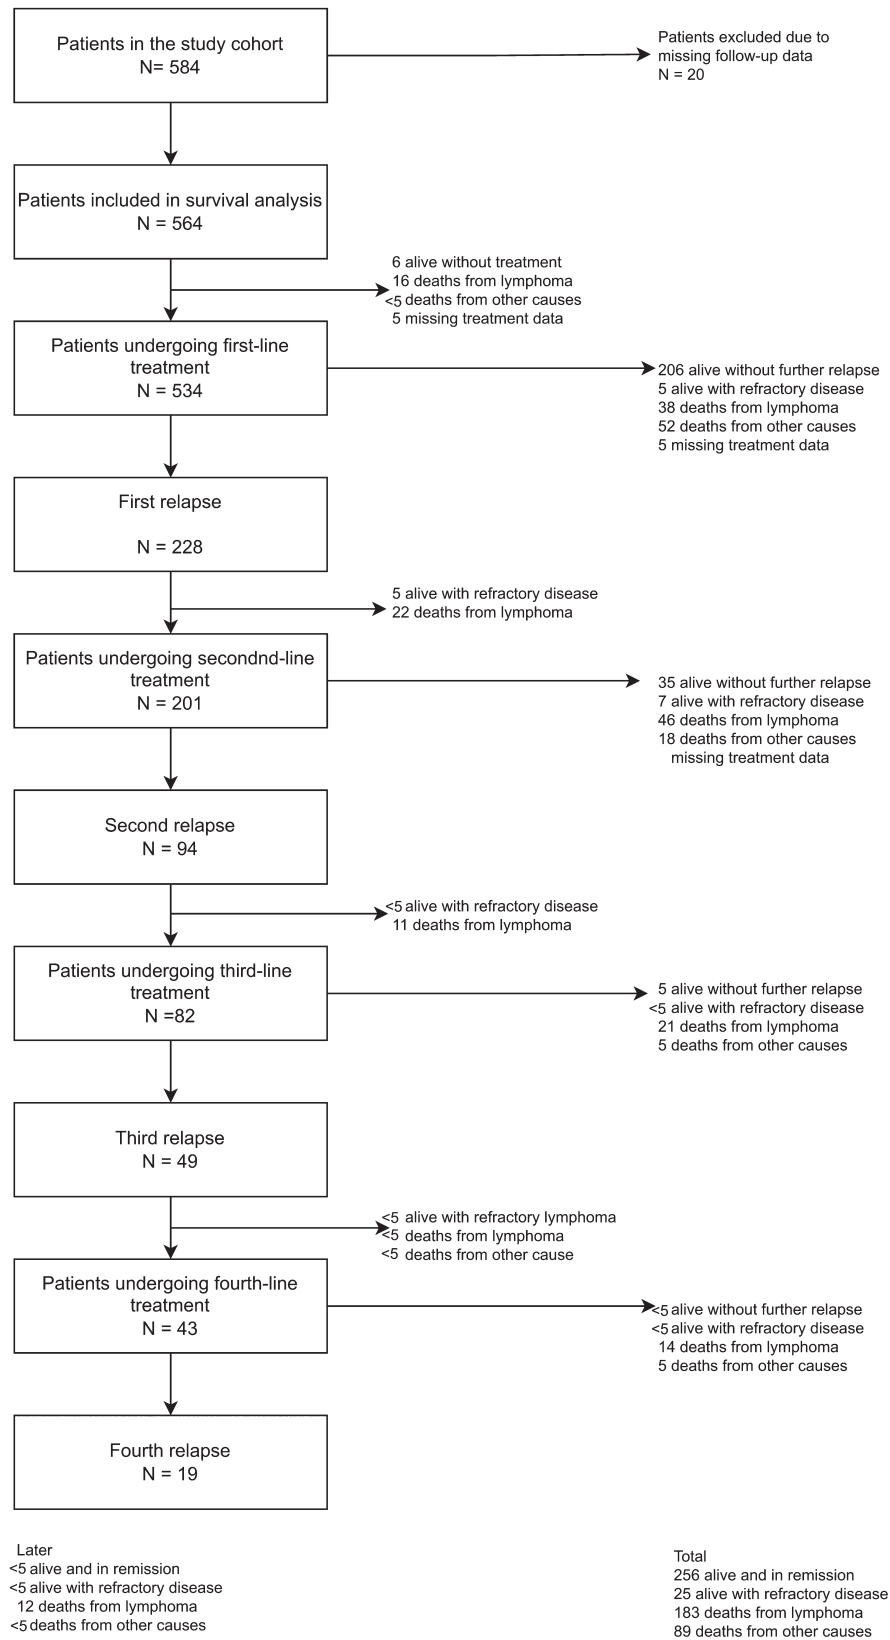 Patients in the study cohort
N= 584
Patients excluded due to
missing follow-up data
N = 20
Patients included in survival analysis
N = 564
6 alive without treatment
16 deaths from lymphoma
<5 deaths from other causes
5 missing treatment data
Patients undergoing first-line
treatment
N = 534
206 alive without further relapse
5 alive with refractory disease
38 deaths from lymphoma
52 deaths from other causes
5 missing treatment data
First relapse
N = 228
5 alive with refractory disease
22 deaths from lymphoma
Patients undergoing secondnd-line
treatment
N = 201
35 alive without further relapse
7 alive with refractory disease
46 deaths from lymphoma
18 deaths from other causes
missing treatment data
Second relapse
N = 94
<5 alive with refractory disease
11 deaths from lymphoma
Patients undergoing third-line
treatment
N =82
5 alive without further relapse
<5 alive with refractory disease
21 deaths from lymphoma
5 deaths from other causes
Third relapse
N = 49
<5 alive with refractory lymphoma
<5 deaths from lymphoma
<5 deaths from other cause
Patients undergoing fourth-line
treatment
N = 43
<5 alive without further relapse
<5 alive with refractory disease
14 deaths from lymphoma
5 deaths from other causes
Fourth relapse
N = 19
Later
<5 alive and in remission
<5 alive with refractory disease
12 deaths from lymphoma
<5 deaths from other causes
Total
256 alive and in remission
25 alive with refractory disease
183 deaths from lymphoma
89 deaths from other causes